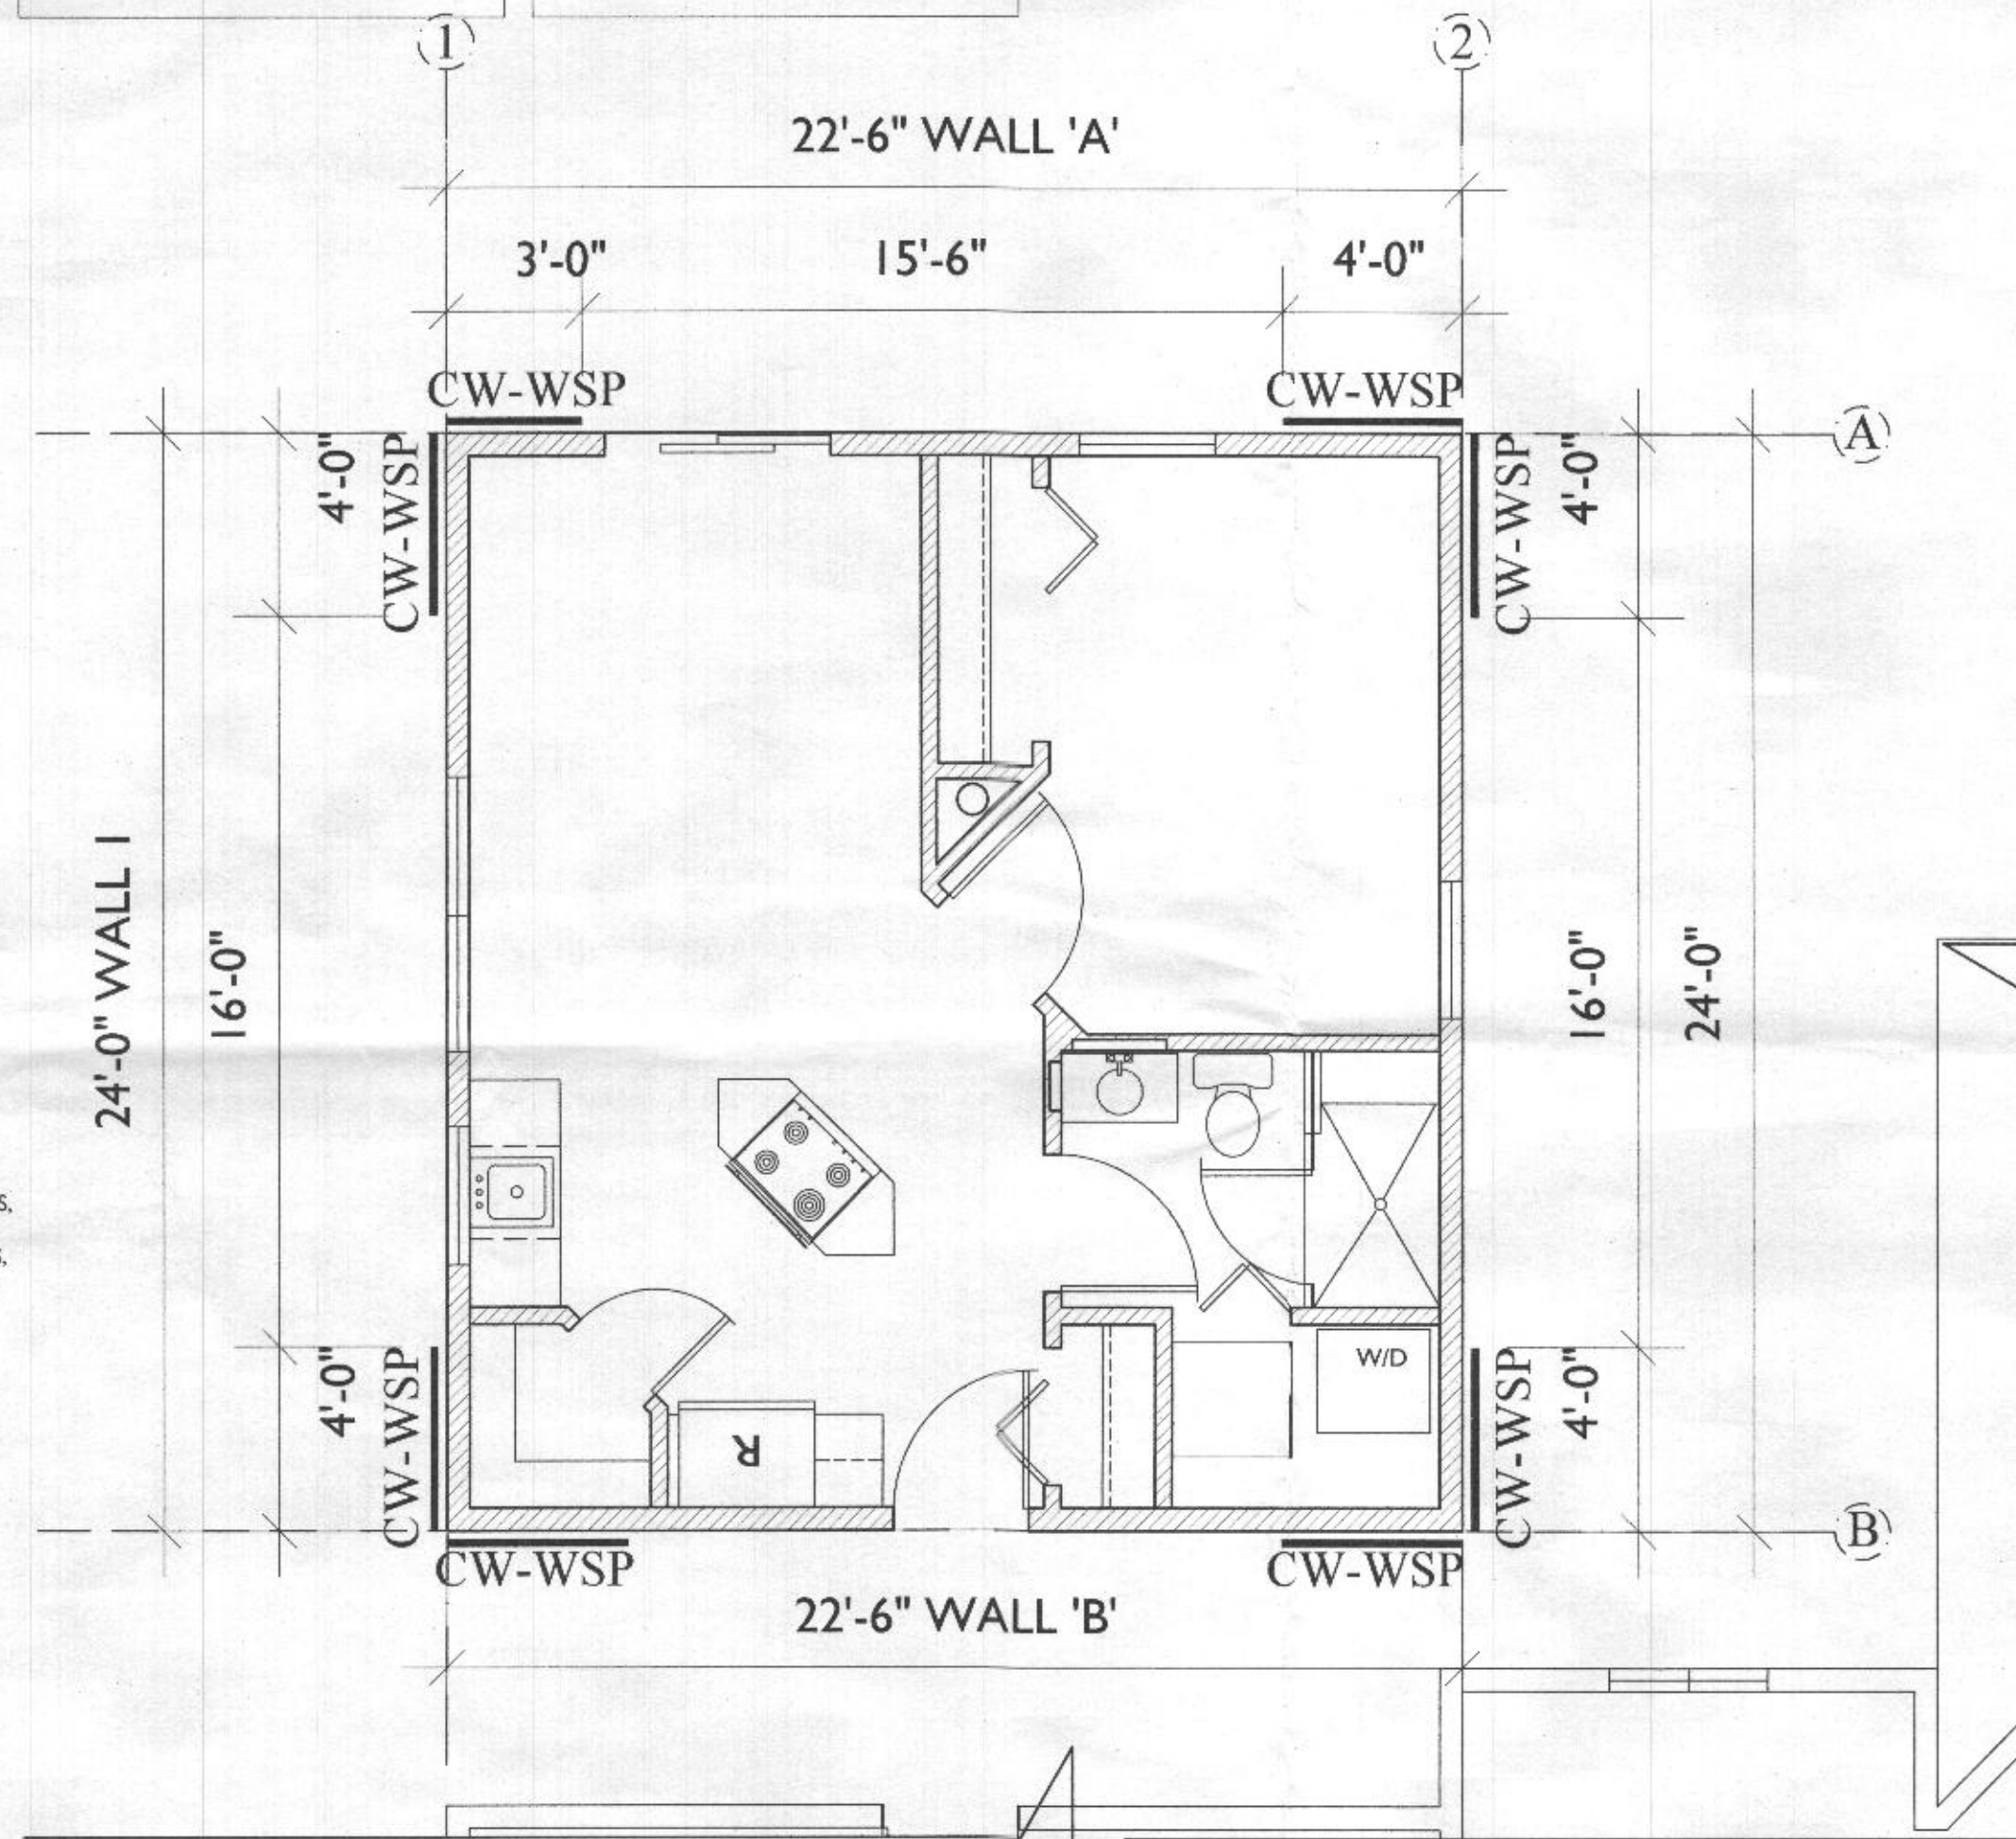 1
2
22'-6" WALL 'A'
3'-0"
15'-6"
4'-0"
CW-WSP
CW-WSP
A
4'-0"
CW-WSP
CW-WSP
4'-0"
24'-0" WALL 1
16'-0"
16'-0"
24'-0"
S,
W/D
R
4'-0"
CW-WSP
CW-WSP
4'-0"
B
CW-WSP
CW-WSP
22'-6" WALL 'B'